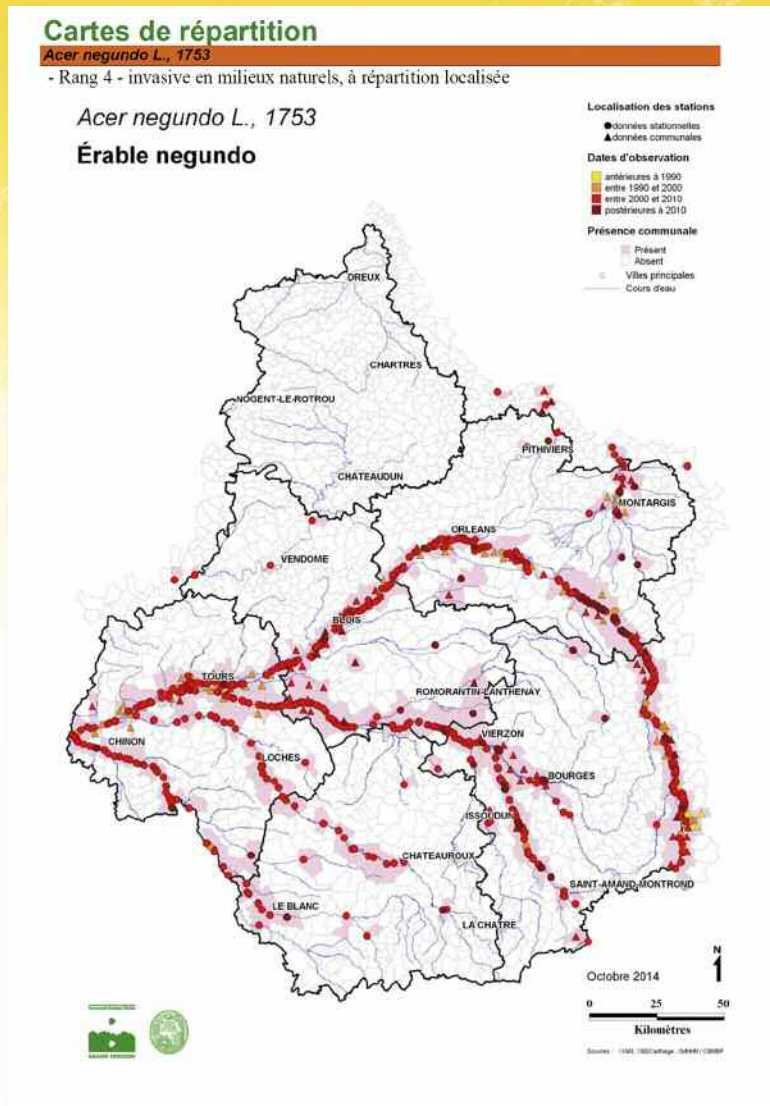 Cartes de répartition
Acer negundo L., 1753
- Rang 4 - invasive en milieux naturels, à répartition localisée
Acer negundo L., 1753
Érable negundo
Localisation des stations
données stationnelles
données communales
Dates d'observation
antérieures à 1990
entre 1990 et 2000
entre 2000 et 2010
postérieures à 2010
Présence communale
Présent
Absent
Villes principales
Cours d'eau
DREUX
CHARTRES
NOGENT-LE-ROTROU
PITHIVIERS
CHATEAUDUN
MONTARGIS
ORLEANS
VENDOME
BLOIS
TOURS
ROMORANTIN-LANTHENAY
VIERZON
CHINON
LOCHES
BOURGES
ISSOUDUN
CHATEAUROUX
SAINT-AMAND-MONTROND
LE BLANC
LA CHATRE
N
Octobre 2014
0 25 50
Kilomètres